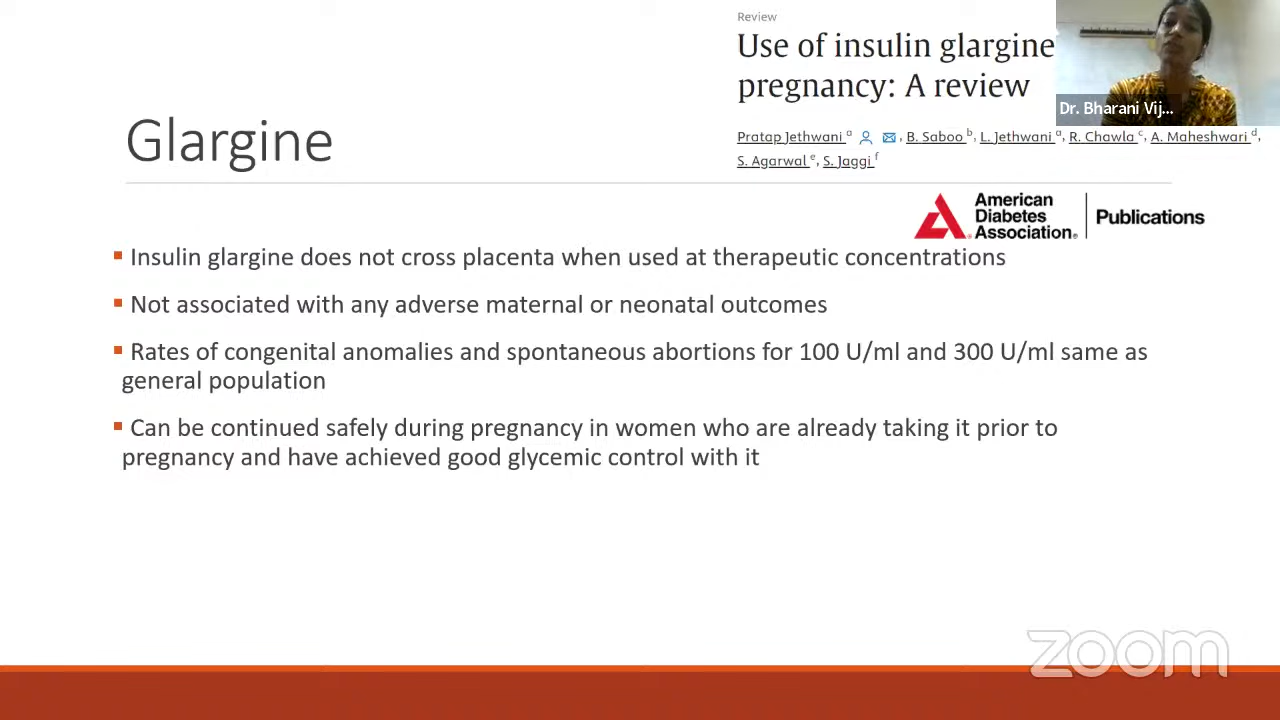 Review
Use of insulin glargine
pregnancy: A review
Dr. Bharani Vij...
Glargine
Pratap Jethwani a , B. Saboo b, L. Jethwani a, R. Chawla c, A. Maheshwari d,
S. Agarwal e, S. Jaggi f
American
Diabetes
Association® | Publications
▪ Insulin glargine does not cross placenta when used at therapeutic concentrations
▪ Not associated with any adverse maternal or neonatal outcomes
▪ Rates of congenital anomalies and spontaneous abortions for 100 U/ml and 300 U/ml same as
general population
▪ Can be continued safely during pregnancy in women who are already taking it prior to
pregnancy and have achieved good glycemic control with it
zoom